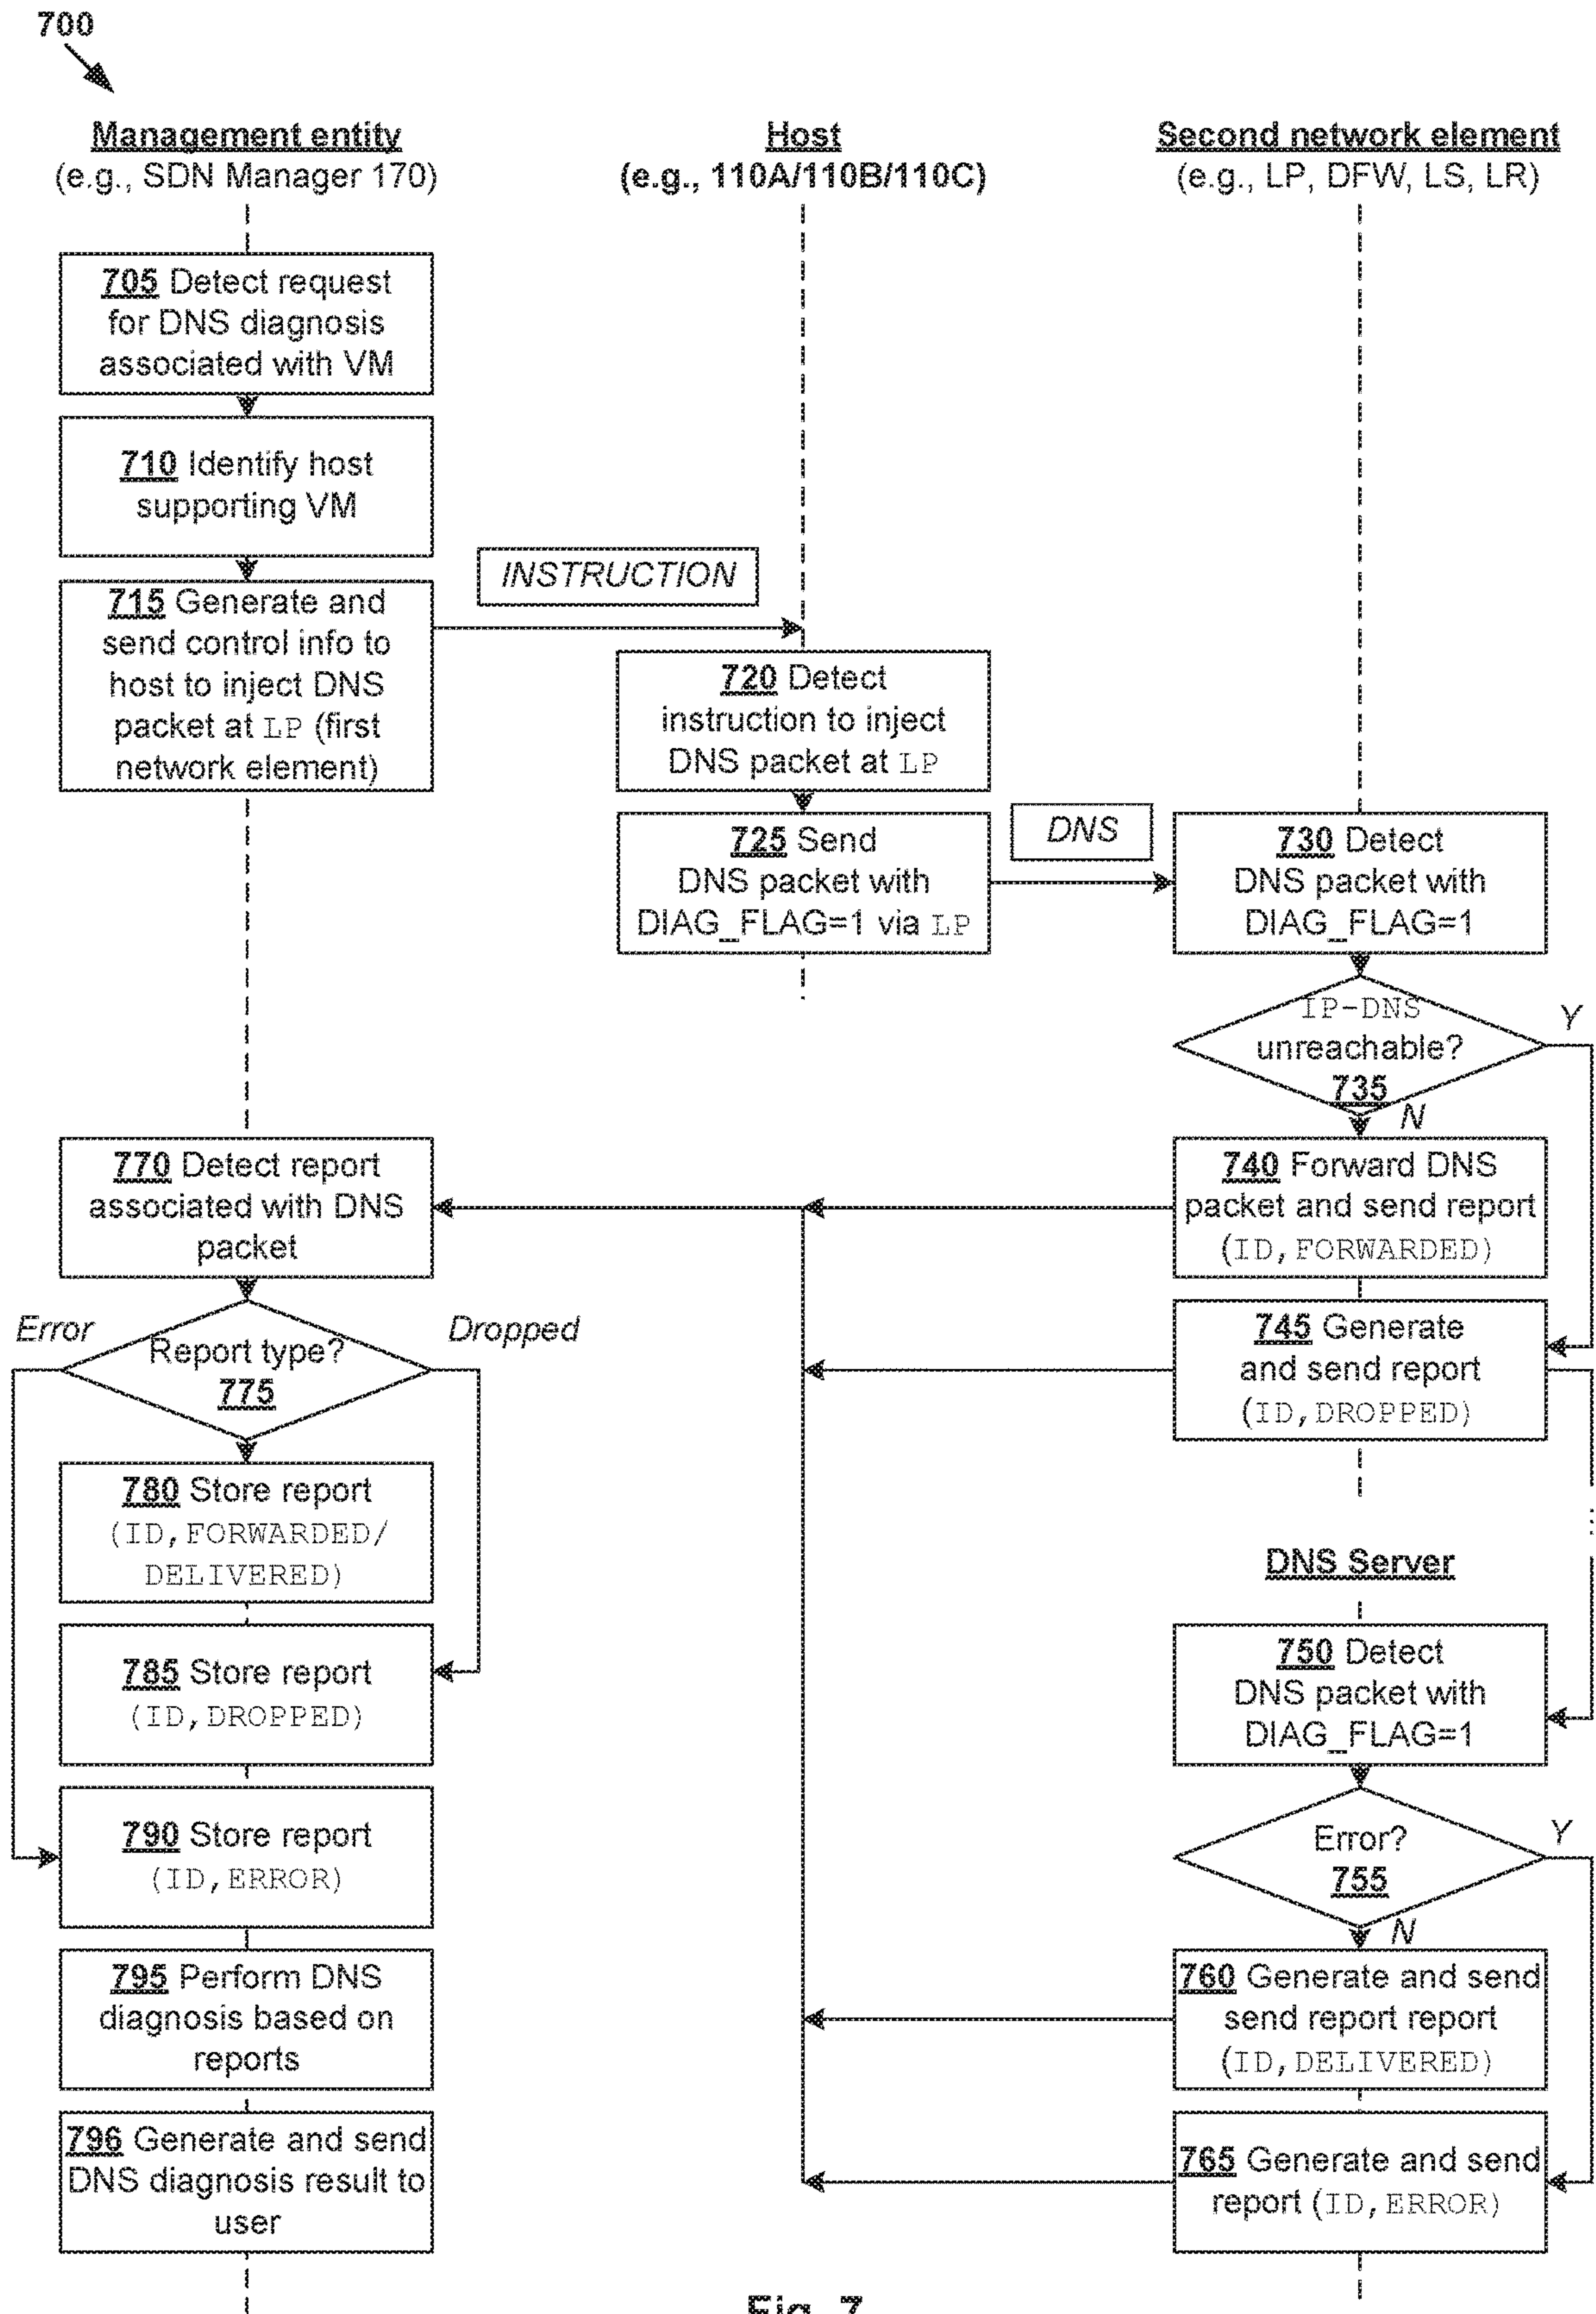 700
Management entity
(e.g., SDN Manager 170)
Host
(e.g., 110A/110B/110C)
Second network element
(e.g., LP, DFW, LS, LR)
705 Detect request
for DNS diagnosis
associated with VM
710 Identify host
supporting VM
715 Generate and
send control info to
host to inject DNS
packet at LP (first
network element)
INSTRUCTION
720 Detect
instruction to inject
DNS packet at LP
725 Send
DNS packet with
DIAG_FLAG=1 via LP
DNS
730 Detect
DNS packet with
DIAG_FLAG=1
IP-DNS
unreachable?
735
Y
N
740 Forward DNS
packet and send report
(ID,FORWARDED)
745 Generate
and send report
(ID,DROPPED)
...
DNS Server
750 Detect
DNS packet with
DIAG_FLAG=1
Error?
755
Y
N
760 Generate and send
send report report
(ID,DELIVERED)
765 Generate and send
report (ID,ERROR)
770 Detect report
associated with DNS
packet
Error
Dropped
Report type?
775
780 Store report
(ID,FORWARDED/
DELIVERED)
785 Store report
(ID,DROPPED)
790 Store report
(ID,ERROR)
795 Perform DNS
diagnosis based on
reports
796 Generate and send
DNS diagnosis result to
user
Fig. 7